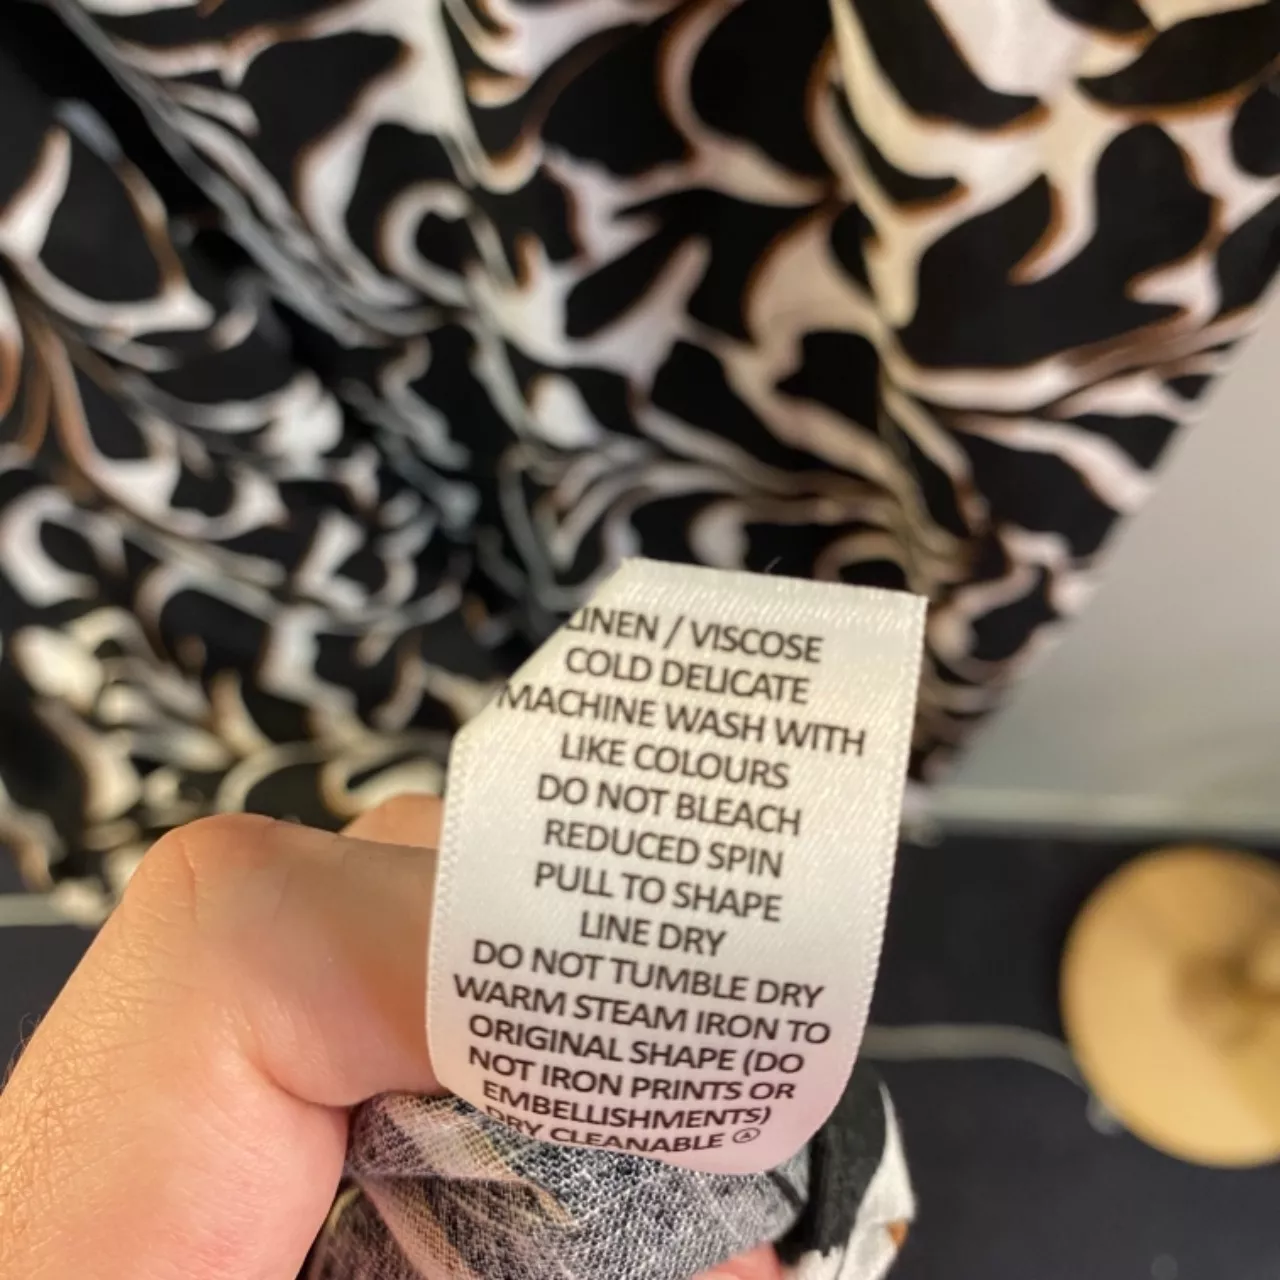 LINEN / VISCOSE
COLD DELICATE
MACHINE WASH WITH
LIKE COLOURS
DO NOT BLEACH
REDUCED SPIN
PULL TO SHAPE
LINE DRY
DO NOT TUMBLE DRY
WARM STEAM IRON TO
ORIGINAL SHAPE (DO
NOT IRON PRINTS OR
EMBELLISHMENTS)
DRY CLEANABLE Ⓐ